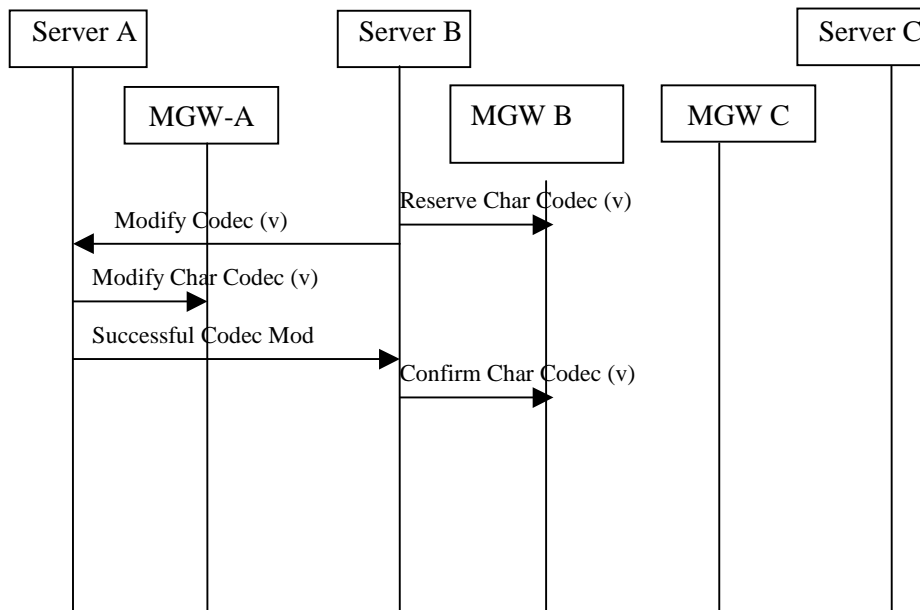 Server A
Server B
Server C
MGW-A
MGW B
MGW C
Reserve Char Codec (v)
Modify Codec (v)
Modify Char Codec (v)
Successful Codec Mod
Confirm Char Codec (v)